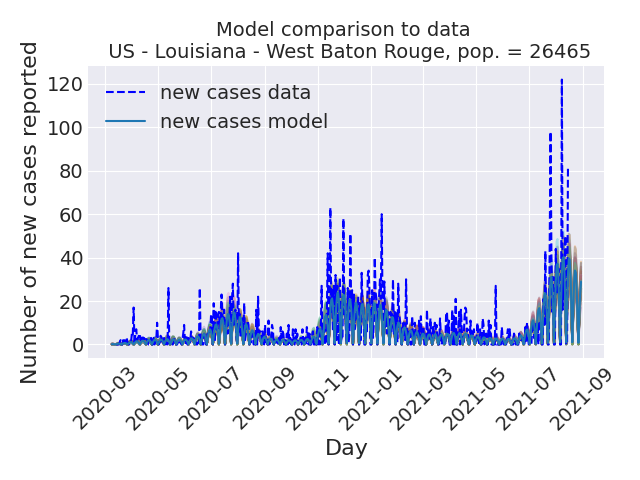 Model comparison to data
US - Louisiana - West Baton Rouge, pop. = 26465
Number of new cases reported
120
100
80
60
40
20
0
new cases data
new cases model
2020-03
2020-05
2020-07
2020-09
2020-11
2021-01
2021-03
2021-05
2021-07
2021-09
Day